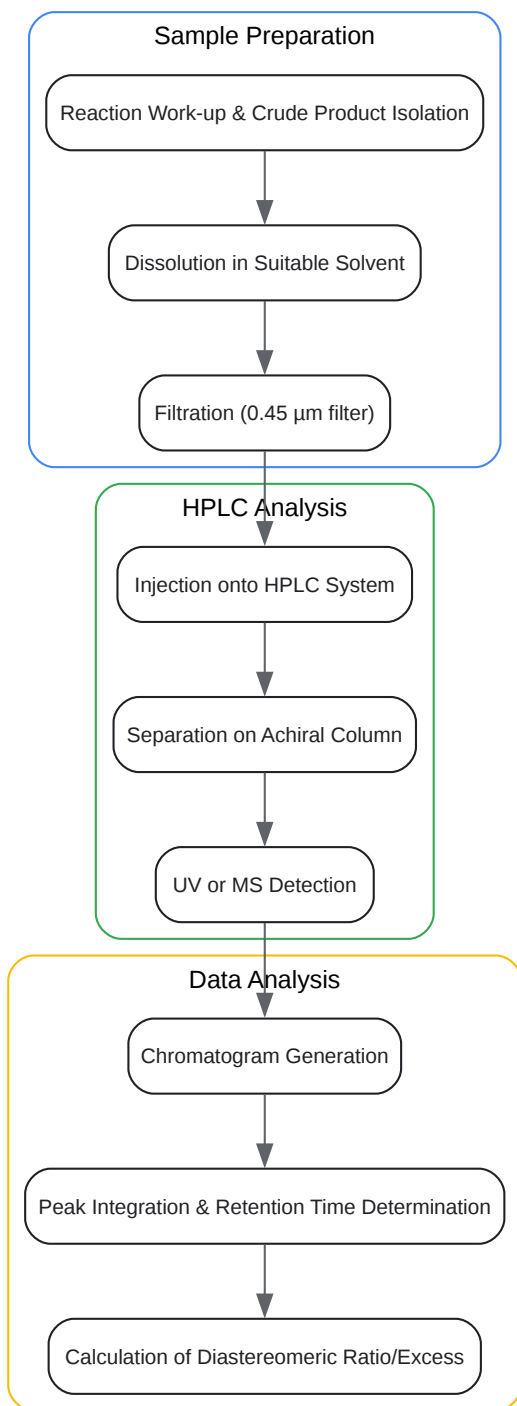 Sample Preparation
Reaction Work-up & Crude Product Isolation
Dissolution in Suitable Solvent
Filtration (0.45 µm filter)
HPLC Analysis
Injection onto HPLC System
Separation on Achiral Column
UV or MS Detection
Data Analysis
Chromatogram Generation
Peak Integration & Retention Time Determination
Calculation of Diastereomeric Ratio/Excess